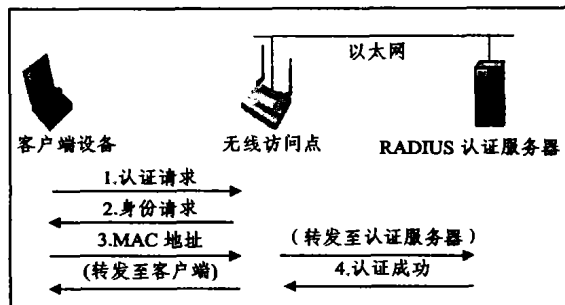 以太网
客户端设备
无线访问点
RADIUS 认证服务器
1.认证请求
2.身份请求
3.MAC 地址
(转发至认证服务器)
(转发至客户端)
4.认证成功